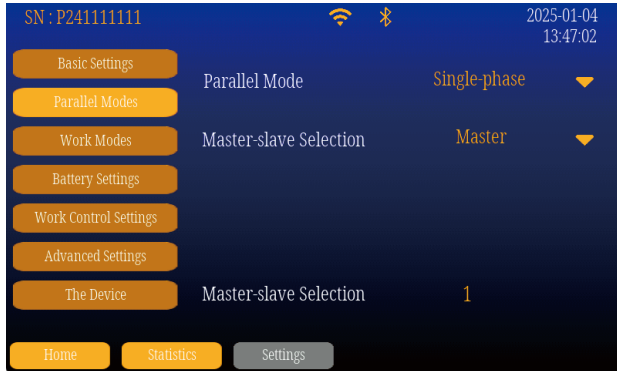 SN : P241111111
2025-01-04
13:47:02
Basic Settings
Parallel Modes
Work Modes
Battery Settings
Work Control Settings
Advanced Settings
The Device
Parallel Mode Single-phase
Master-slave Selection Master
Master-slave Selection 1
Home Statistics Settings